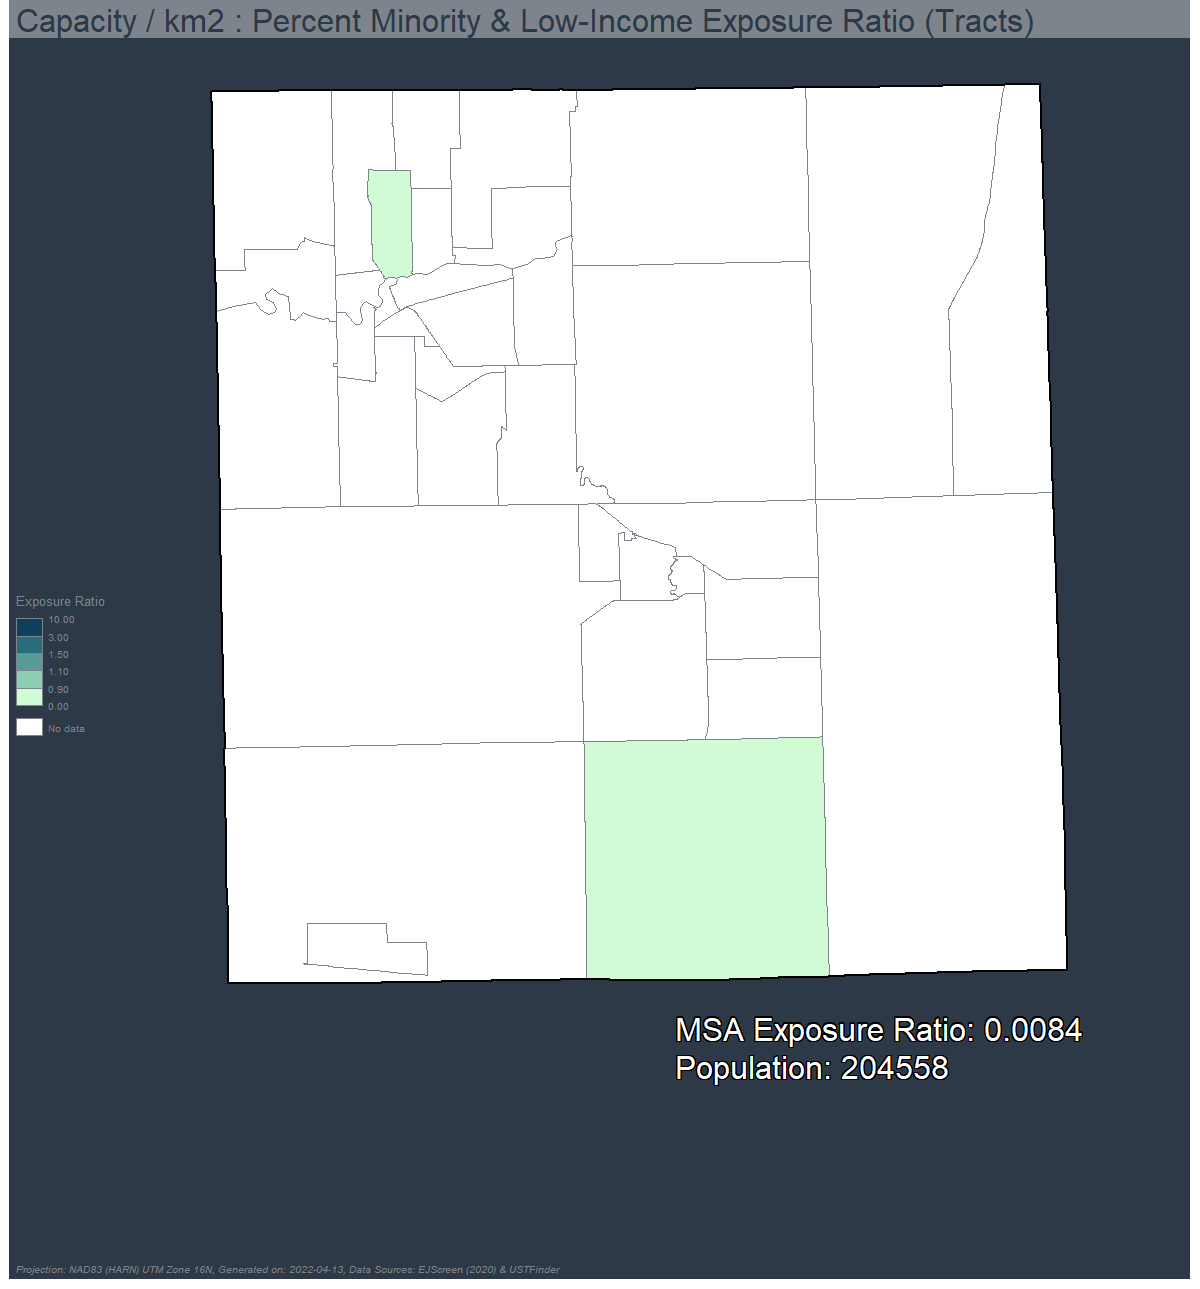 Capacity / km2 : Percent Minority & Low-Income Exposure Ratio (Tracts)
Exposure Ratio
10.00
3.00
1.50
1.10
0.90
0.00
No data
MSA Exposure Ratio: 0.0084
Population: 204558
Projection: NAD83 (HARN) UTM Zone 16N, Generated on: 2022-04-13, Data Sources: EJScreen (2020) & USTFinder